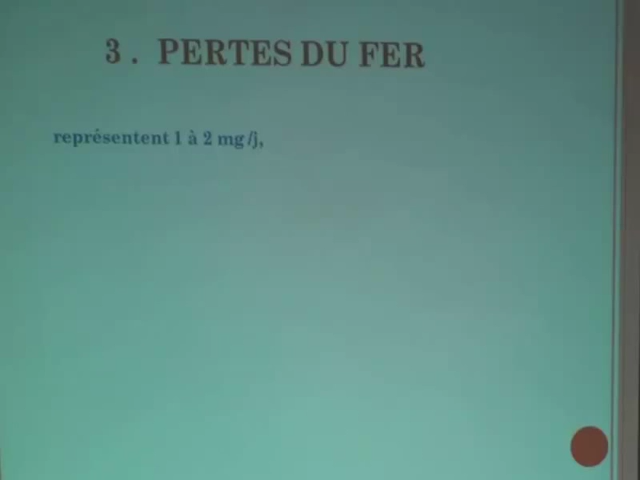 3 . PERTES DU FER
représentent 1 à 2 mg /j,